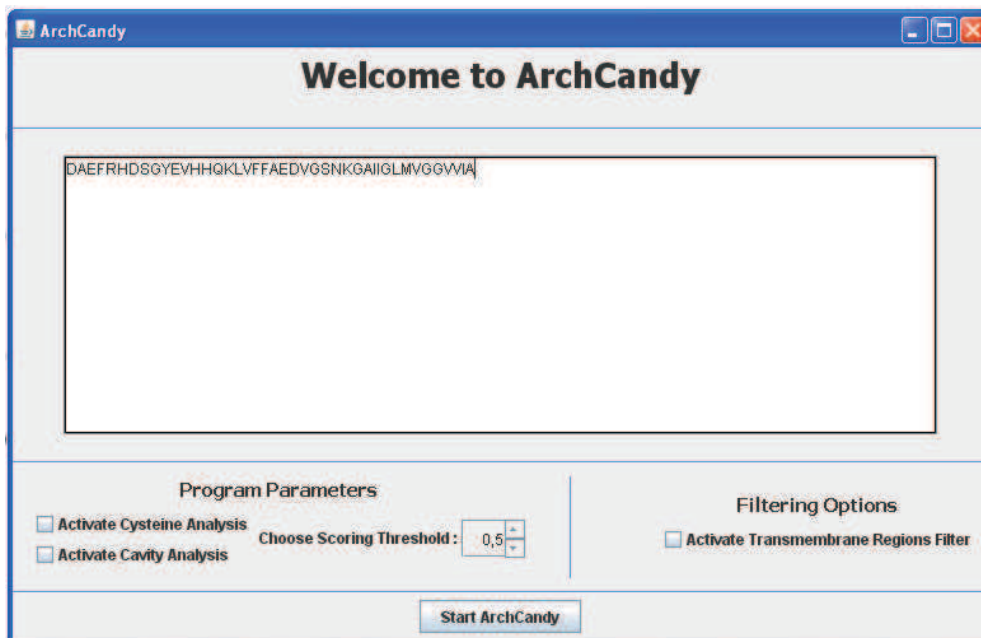 ArchCandy
Welcome to ArchCandy
DAEFRHDSGYEVHHQKLVFFAEDVGSNKGAIIGLMVGGVVIA
Program Parameters
Activate Cysteine Analysis
Choose Scoring Threshold : 0,5
Activate Cavity Analysis
Filtering Options
Activate Transmembrane Regions Filter
Start ArchCandy